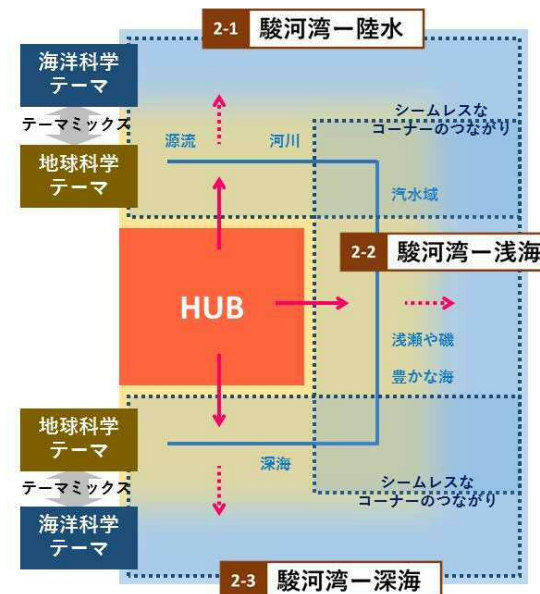 2-1 駿河湾ー陸水
海洋科学
テーマ
テーマミックス
地球科学
テーマ
シームレスな
コーナーのつながり
源流
河川
汽水域
2-2 駿河湾ー浅海
HUB
浅瀬や磯
豊かな海
地球科学
テーマ
テーマミックス
海洋科学
テーマ
深海
シームレスな
コーナーのつながり
2-3 駿河湾ー深海